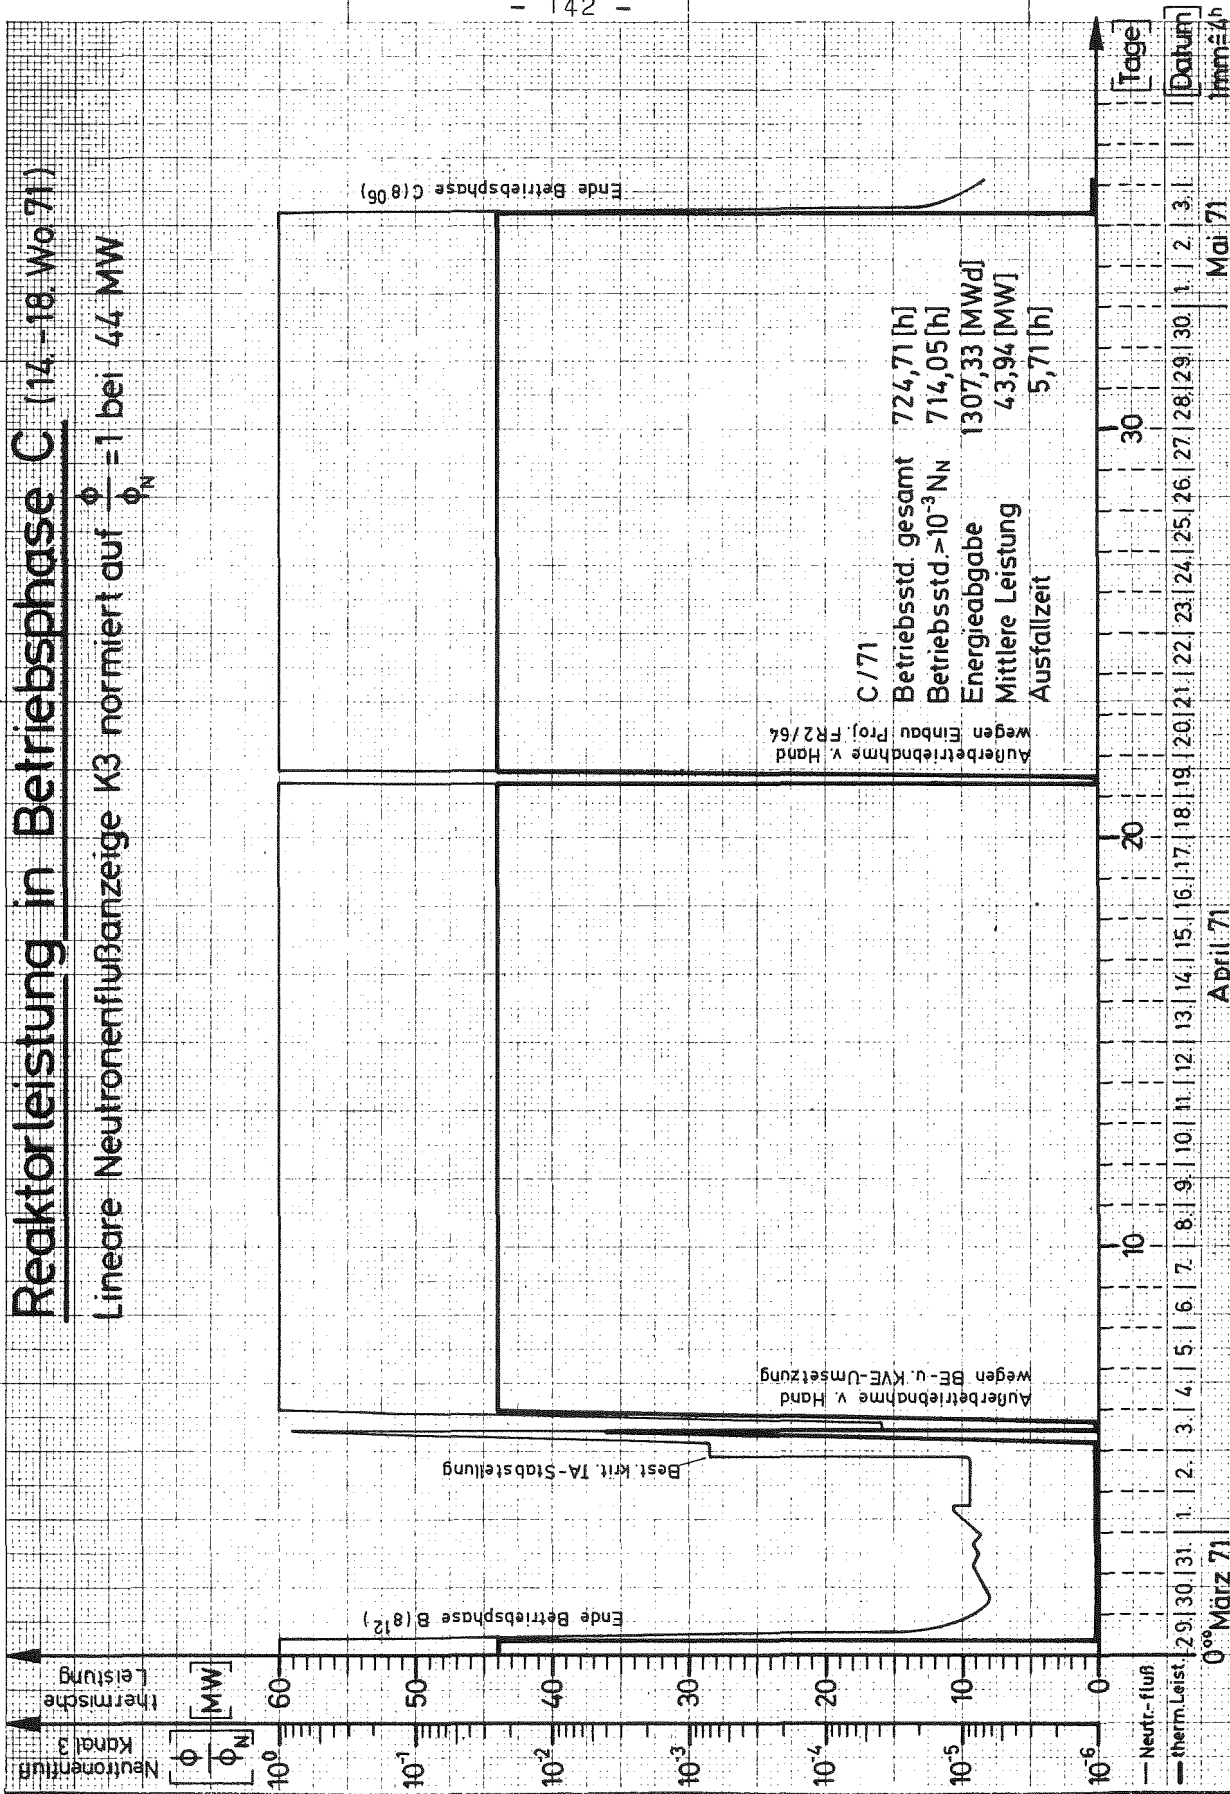 - 142 -
Reaktorleistung in Betriebsphase C (14.-18. Wo 71)
Lineare Neutronenflußanzeige K3 normiert auf ϕ/ϕN =1 bei 44 MW
Neutronenfluß
Kanal 3
[ϕ/ϕN]
thermische
Leistung
[MW]
10⁰
10⁻¹
10⁻²
10⁻³
10⁻⁴
10⁻⁵
10⁻⁶
60
50
40
30
20
10
0
Ende Betriebsphase B (8¹²)
Best. krit. TA-Stabstellung
Außerbetriebnahme v. Hand
wegen BE- u. KVE-Umsetzung
Außerbetriebnahme v. Hand
wegen Einbau Proj. FR2/64
Ende Betriebsphase C (8⁰⁶)
C/71
Betriebsstd. gesamt 724,71 [h]
Betriebsstd. >10⁻³ NN 714,05 [h]
Energieabgabe 1307,33 [MWd]
Mittlere Leistung 43,94 [MW]
Ausfallzeit 5,71 [h]
10 20 30 [Tage]
— Neutr.-fluß
— therm. Leist.
29. 30. 31. 1. 2. 3. 4. 5. 6. 7. 8. 9. 10. 11. 12. 13. 14. 15. 16. 17. 18. 19. 20. 21. 22. 23. 24. 25. 26. 27. 28. 29. 30. 1. 2. 3. [Datum]
0⁰⁰ März 71 April 71 Mai 71 1mm≙4h